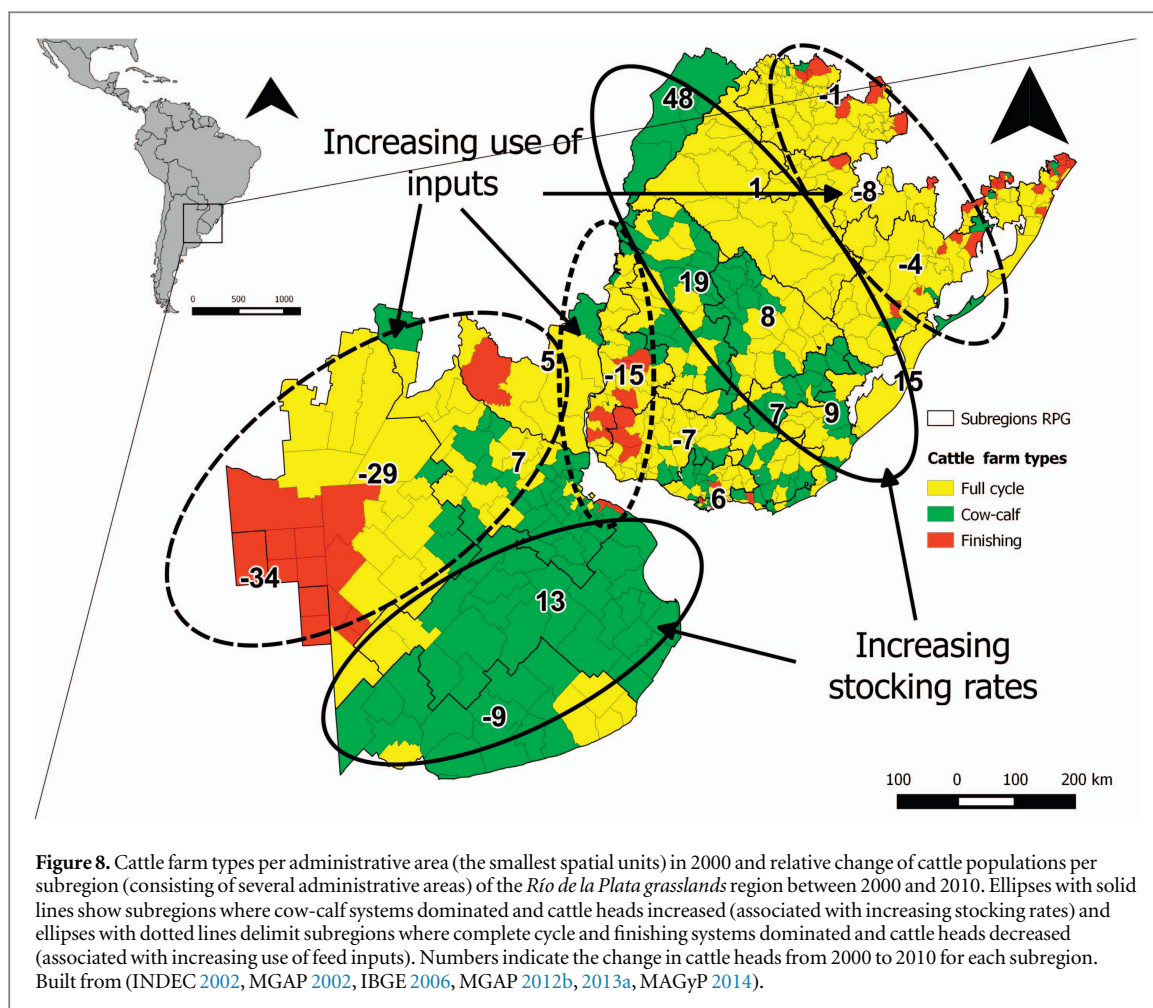 48
-1
Increasing use of
inputs
1
-8
-4
0 500 1000
19
8
5
-15
15
7
9
Subregions RPG
-7
Cattle farm types
-29
7
Full cycle
6
Cow-calf
Finishing
-34
13
Increasing
stocking rates
-9
100 0 100 200 km
Figure 8. Cattle farm types per administrative area (the smallest spatial units) in 2000 and relative change of cattle populations per
subregion (consisting of several administrative areas) of the Río de la Plata grasslands region between 2000 and 2010. Ellipses with solid
lines show subregions where cow-calf systems dominated and cattle heads increased (associated with increasing stocking rates) and
ellipses with dotted lines delimit subregions where complete cycle and finishing systems dominated and cattle heads decreased
(associated with increasing use of feed inputs). Numbers indicate the change in cattle heads from 2000 to 2010 for each subregion.
Built from (INDEC 2002, MGAP 2002, IBGE 2006, MGAP 2012b, 2013a, MAGyP 2014).